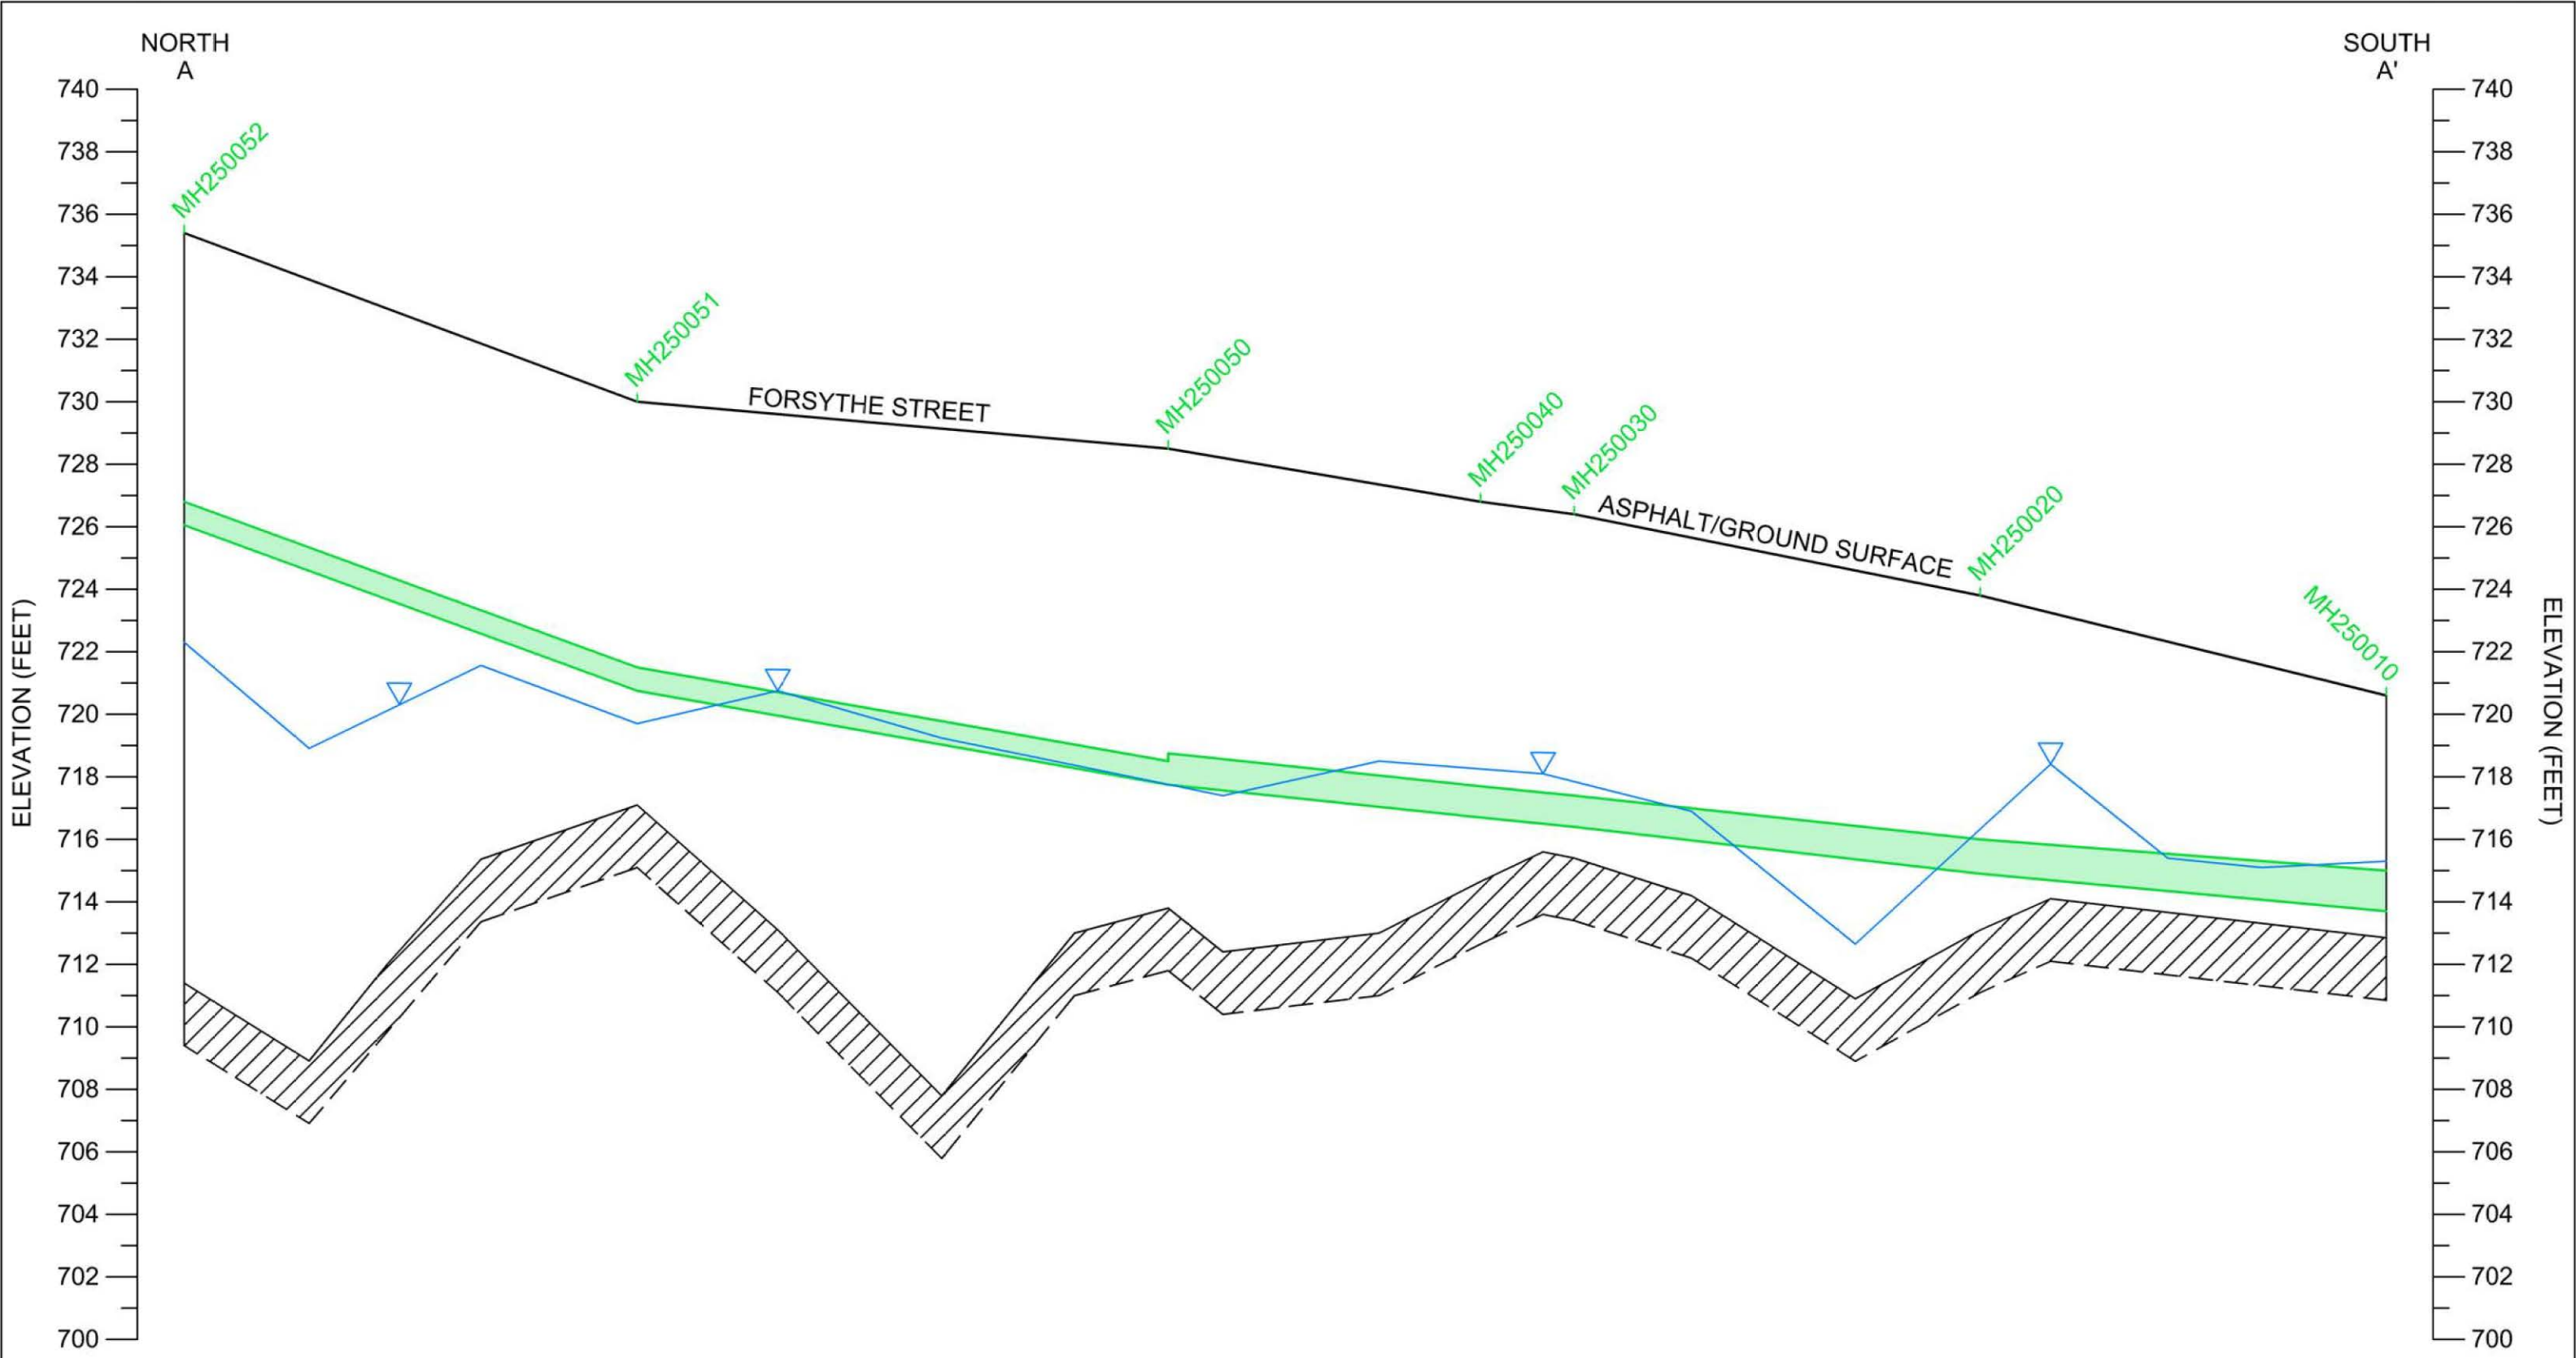 NORTH
A
SOUTH
A'
740
738
736
734
732
730
728
726
724
722
720
718
716
714
712
710
708
706
704
702
700
ELEVATION (FEET)
MH250052
MH250051
FORSYTHE STREET
MH250050
MH250040
MH250030
ASPHALT/GROUND SURFACE
MH250020
MH250010
740
738
736
734
732
730
728
726
724
722
720
718
716
714
712
710
708
706
704
702
700
ELEVATION (FEET)